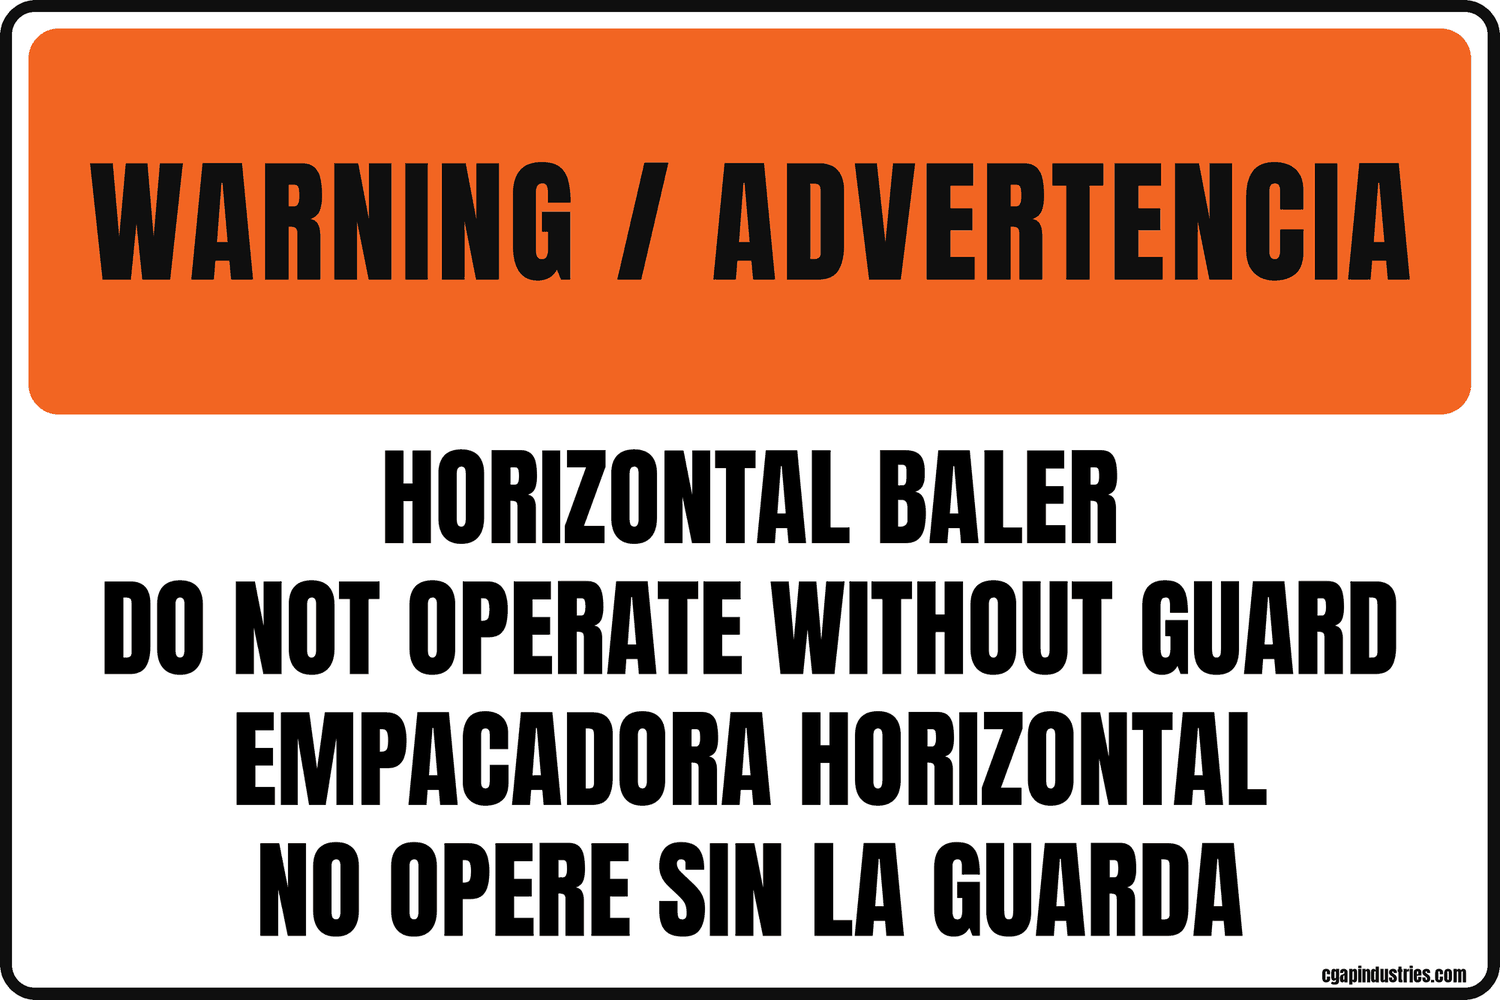 WARNING / ADVERTENCIA
HORIZONTAL BALER
DO NOT OPERATE WITHOUT GUARD
EMPACADORA HORIZONTAL
NO OPERE SIN LA GUARDA
cgapindustries.com